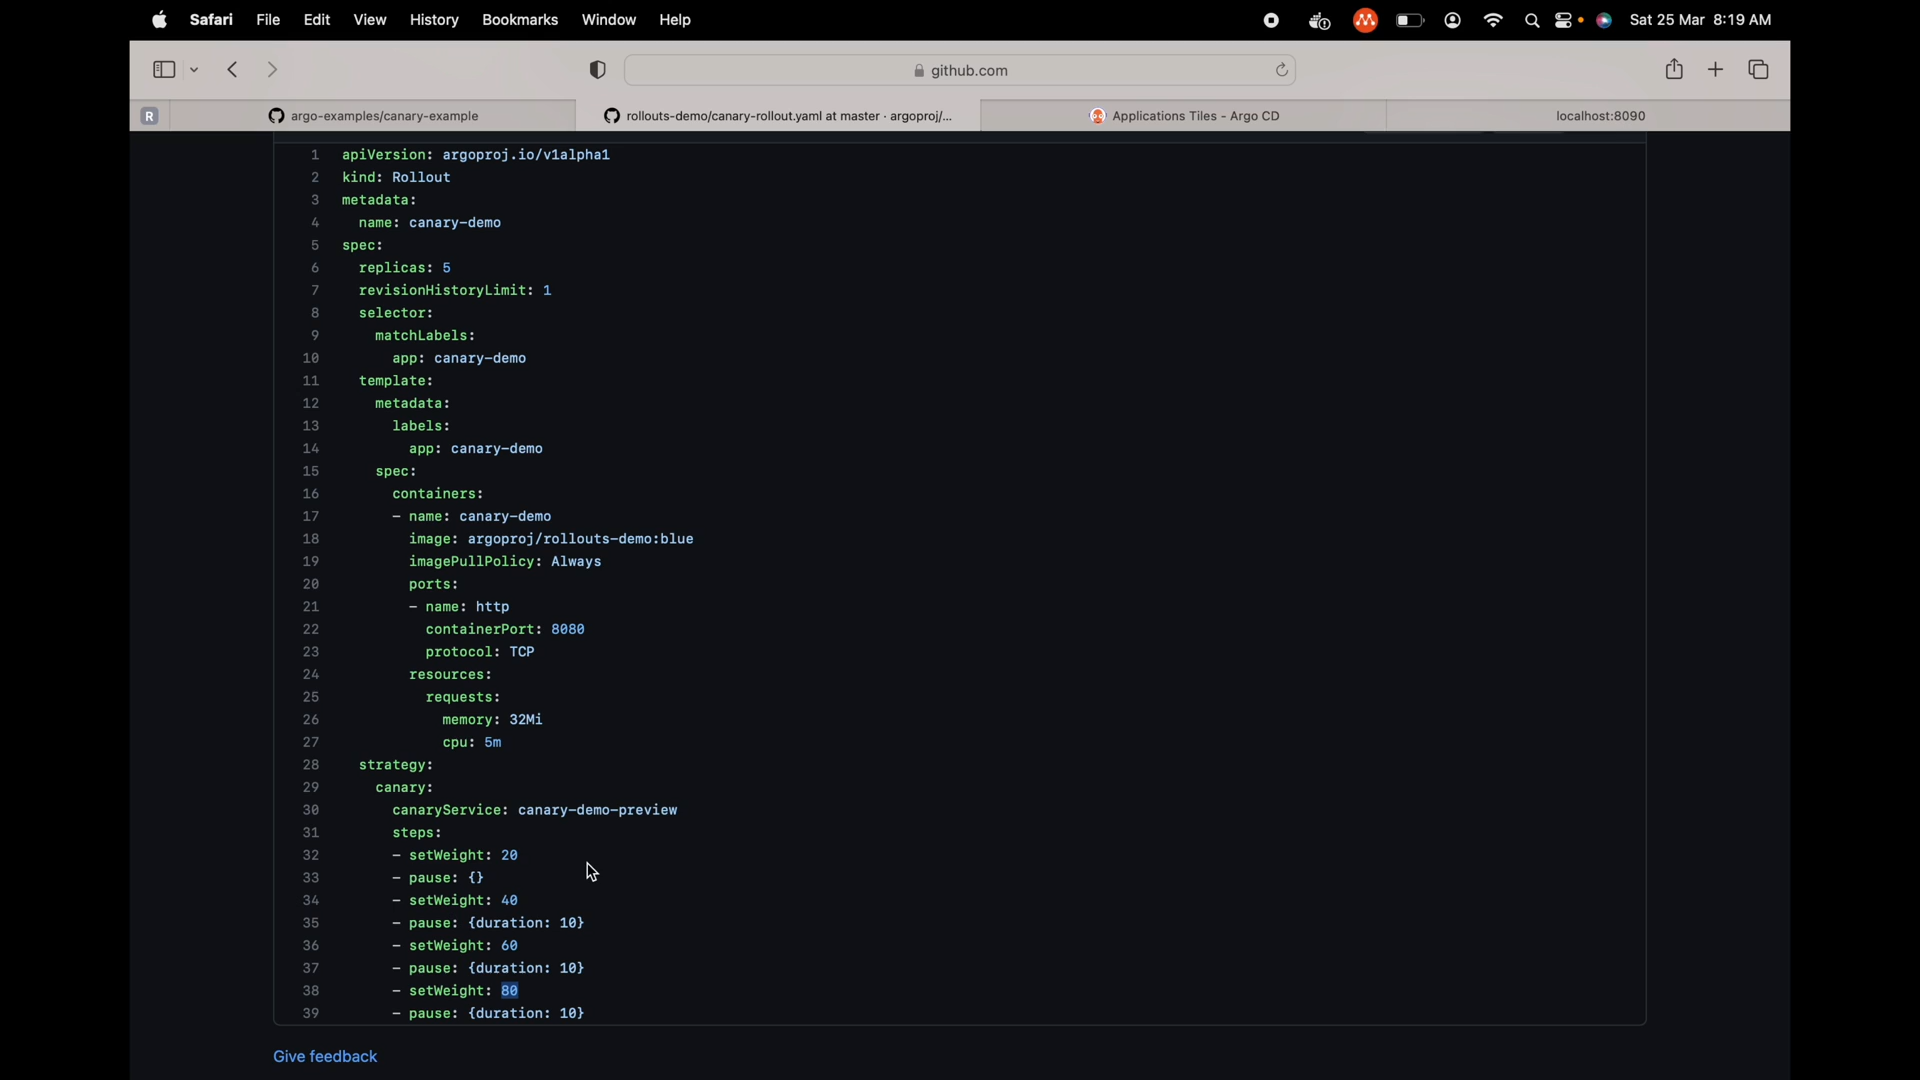 Safari File Edit View History Bookmarks Window Help Sat 25 Mar 8:19 AM
github.com
R argo-examples/canary-example rollouts-demo/canary-rollout.yaml at master · argoproj/... Applications Tiles - Argo CD localhost:8090
1 apiVersion: argoproj.io/v1alpha1
2 kind: Rollout
3 metadata:
4 name: canary-demo
5 spec:
6 replicas: 5
7 revisionHistoryLimit: 1
8 selector:
9 matchLabels:
10 app: canary-demo
11 template:
12 metadata:
13 labels:
14 app: canary-demo
15 spec:
16 containers:
17 - name: canary-demo
18 image: argoproj/rollouts-demo:blue
19 imagePullPolicy: Always
20 ports:
21 - name: http
22 containerPort: 8080
23 protocol: TCP
24 resources:
25 requests:
26 memory: 32Mi
27 cpu: 5m
28 strategy:
29 canary:
30 canaryService: canary-demo-preview
31 steps:
32 - setWeight: 20
33 - pause: {}
34 - setWeight: 40
35 - pause: {duration: 10}
36 - setWeight: 60
37 - pause: {duration: 10}
38 - setWeight: 80
39 - pause: {duration: 10}
Give feedback